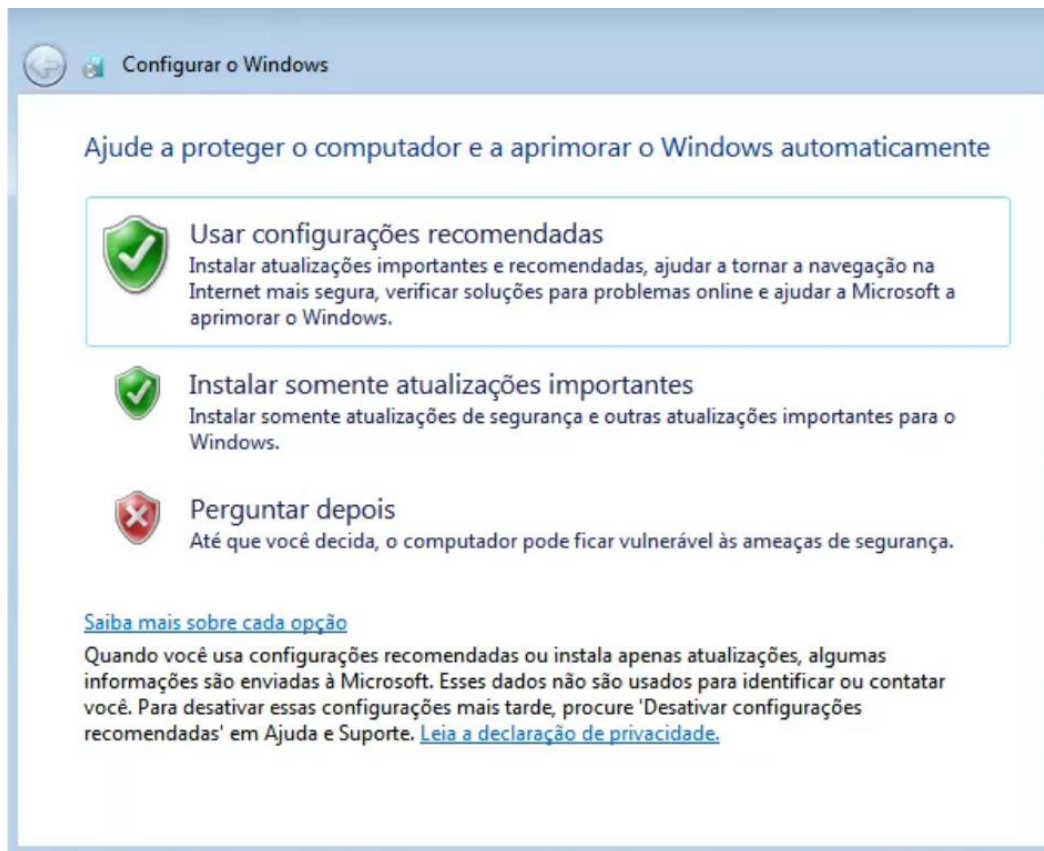 Configurar o Windows
Ajude a proteger o computador e a aprimorar o Windows automaticamente
Usar configurações recomendadas
Instalar atualizações importantes e recomendadas, ajudar a tornar a navegação na
Internet mais segura, verificar soluções para problemas online e ajudar a Microsoft a
aprimorar o Windows.
Instalar somente atualizações importantes
Instalar somente atualizações de segurança e outras atualizações importantes para o
Windows.
Perguntar depois
Até que você decida, o computador pode ficar vulnerável às ameaças de segurança.
Saiba mais sobre cada opção
Quando você usa configurações recomendadas ou instala apenas atualizações, algumas
informações são enviadas à Microsoft. Esses dados não são usados para identificar ou contatar
você. Para desativar essas configurações mais tarde, procure 'Desativar configurações
recomendadas' em Ajuda e Suporte. Leia a declaração de privacidade.